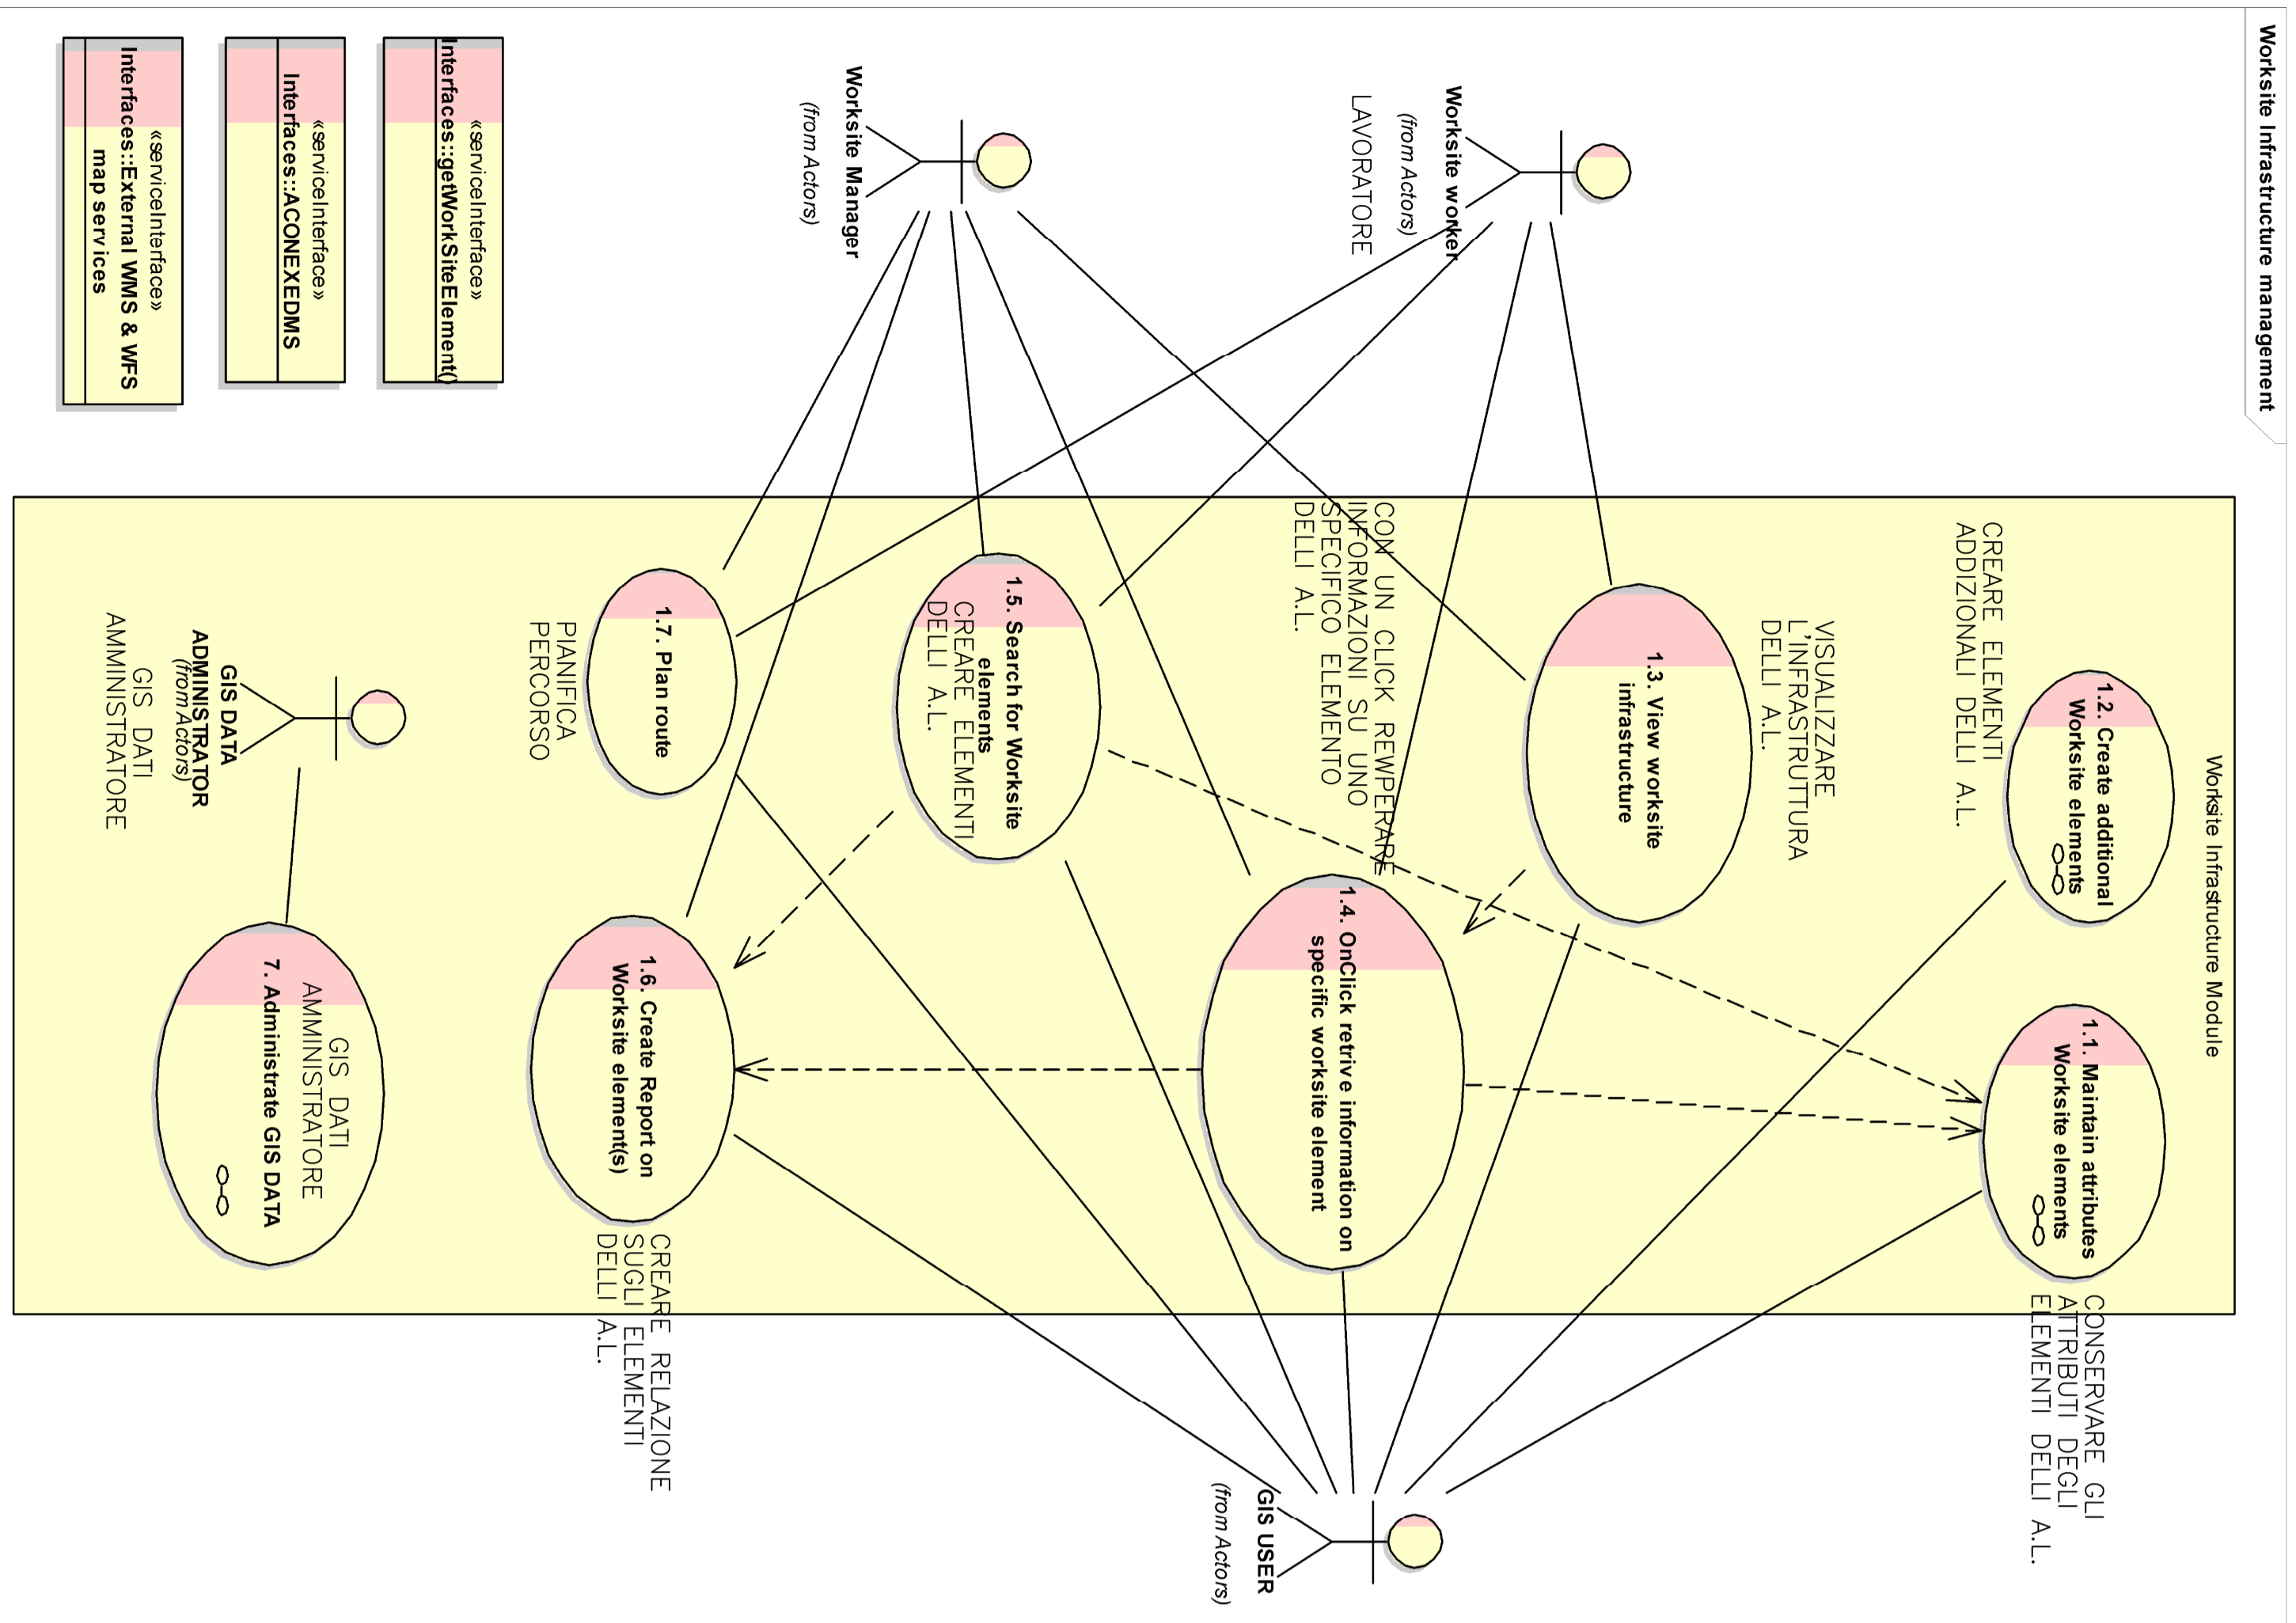 Worksite Infrastructure management
Worksite Infrastructure Module
CREARE ELEMENTI
ADDIZIONALI DELLI A.L.
1.2. Create additional
Worksite elements
1.1. Maintain attributes
Worksite elements
CONSERVARE GLI
ATTRIBUTI DEGLI
ELEMENTI DELLI A.L.
VISUALIZZARE
L'INFRASTRUTTURA
DELLI A.L.
1.3. View worksite
infrastructure
Worksite worker
(from Actors)
LAVORATORE
CON UN CLICK REWPERARE
INFORMAZIONI SU UNO
SPECIFICO ELEMENTO
DELLI A.L.
1.4. OnClick retrive information on
specific worksite element
GIS USER
(from Actors)
Worksite Manager
(from Actors)
1.5. Search for Worksite
elements
CREARE ELEMENTI
DELLI A.L.
1.7. Plan route
PIANIFICA
PERCORSO
1.6. Create Report on
Worksite element(s)
CREARE RELAZIONE
SUGLI ELEMENTI
DELLI A.L.
«serviceInterface»
Interfaces::getWorkSiteElement()
«serviceInterface»
Interfaces::ACONEXEDMS
«serviceInterface»
Interfaces::External WMS & WFS
map services
GIS DATA
ADMINISTRATOR
(from Actors)
GIS DATI
AMMINISTRATORE
GIS DATI
AMMINISTRATORE
7. Administrate GIS DATA